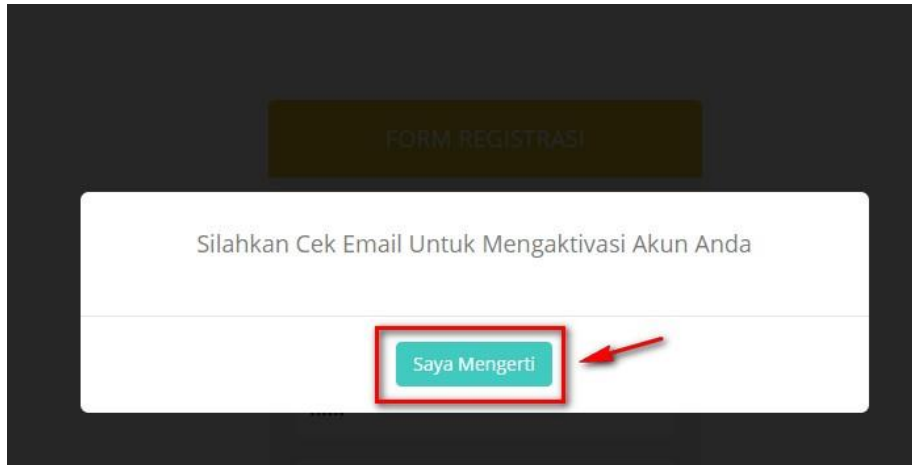 FORM REGISTRASI
Silahkan Cek Email Untuk Mengaktivasi Akun Anda
Saya Mengerti